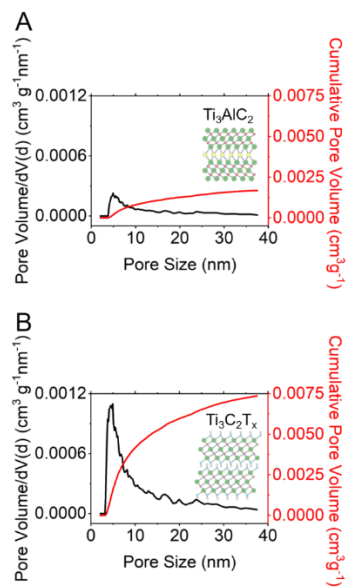 A
Pore Volume/dV(d) (cm³ g⁻¹nm⁻¹)
0.0012
0.0006
0.0000
Ti₃AlC₂
0.0075
0.0050
0.0025
0.0000
Cumulative Pore Volume
(cm³g⁻¹)
0 10 20 30 40
Pore Size (nm)
B
Pore Volume/dV(d) (cm³ g⁻¹nm⁻¹)
0.0012
0.0006
0.0000
Ti₃C₂Tₓ
0.0075
0.0050
0.0025
0.0000
Cumulative Pore Volume
(cm³g⁻¹)
0 10 20 30 40
Pore Size (nm)